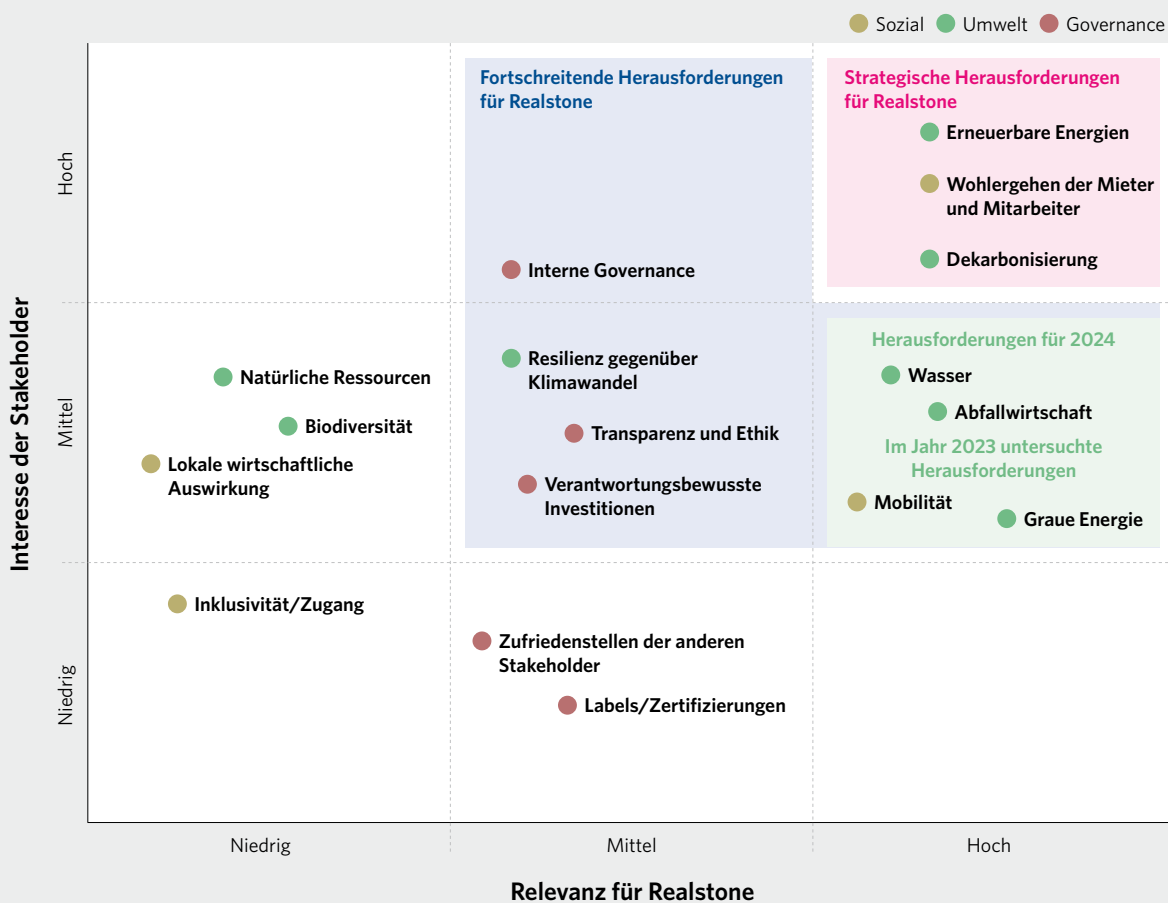 Sozial Umwelt Governance
Fortschreitende Herausforderungen
für Realstone
Strategische Herausforderungen
für Realstone
Erneuerbare Energien
Wohlergehen der Mieter
und Mitarbeiter
Dekarbonisierung
Interne Governance
Hoch
Interesse der Stakeholder
Mittel
Natürliche Ressourcen
Biodiversität
Lokale wirtschaftliche
Auswirkung
Resilienz gegenüber
Klimawandel
Transparenz und Ethik
Verantwortungsbewusste
Investitionen
Herausforderungen für 2024
Wasser
Abfallwirtschaft
Im Jahr 2023 untersuchte
Herausforderungen
Mobilität
Graue Energie
Niedrig
Inklusivität/Zugang
Zufriedenstellen der anderen
Stakeholder
Labels/Zertifizierungen
Niedrig
Mittel
Hoch
Relevanz für Realstone